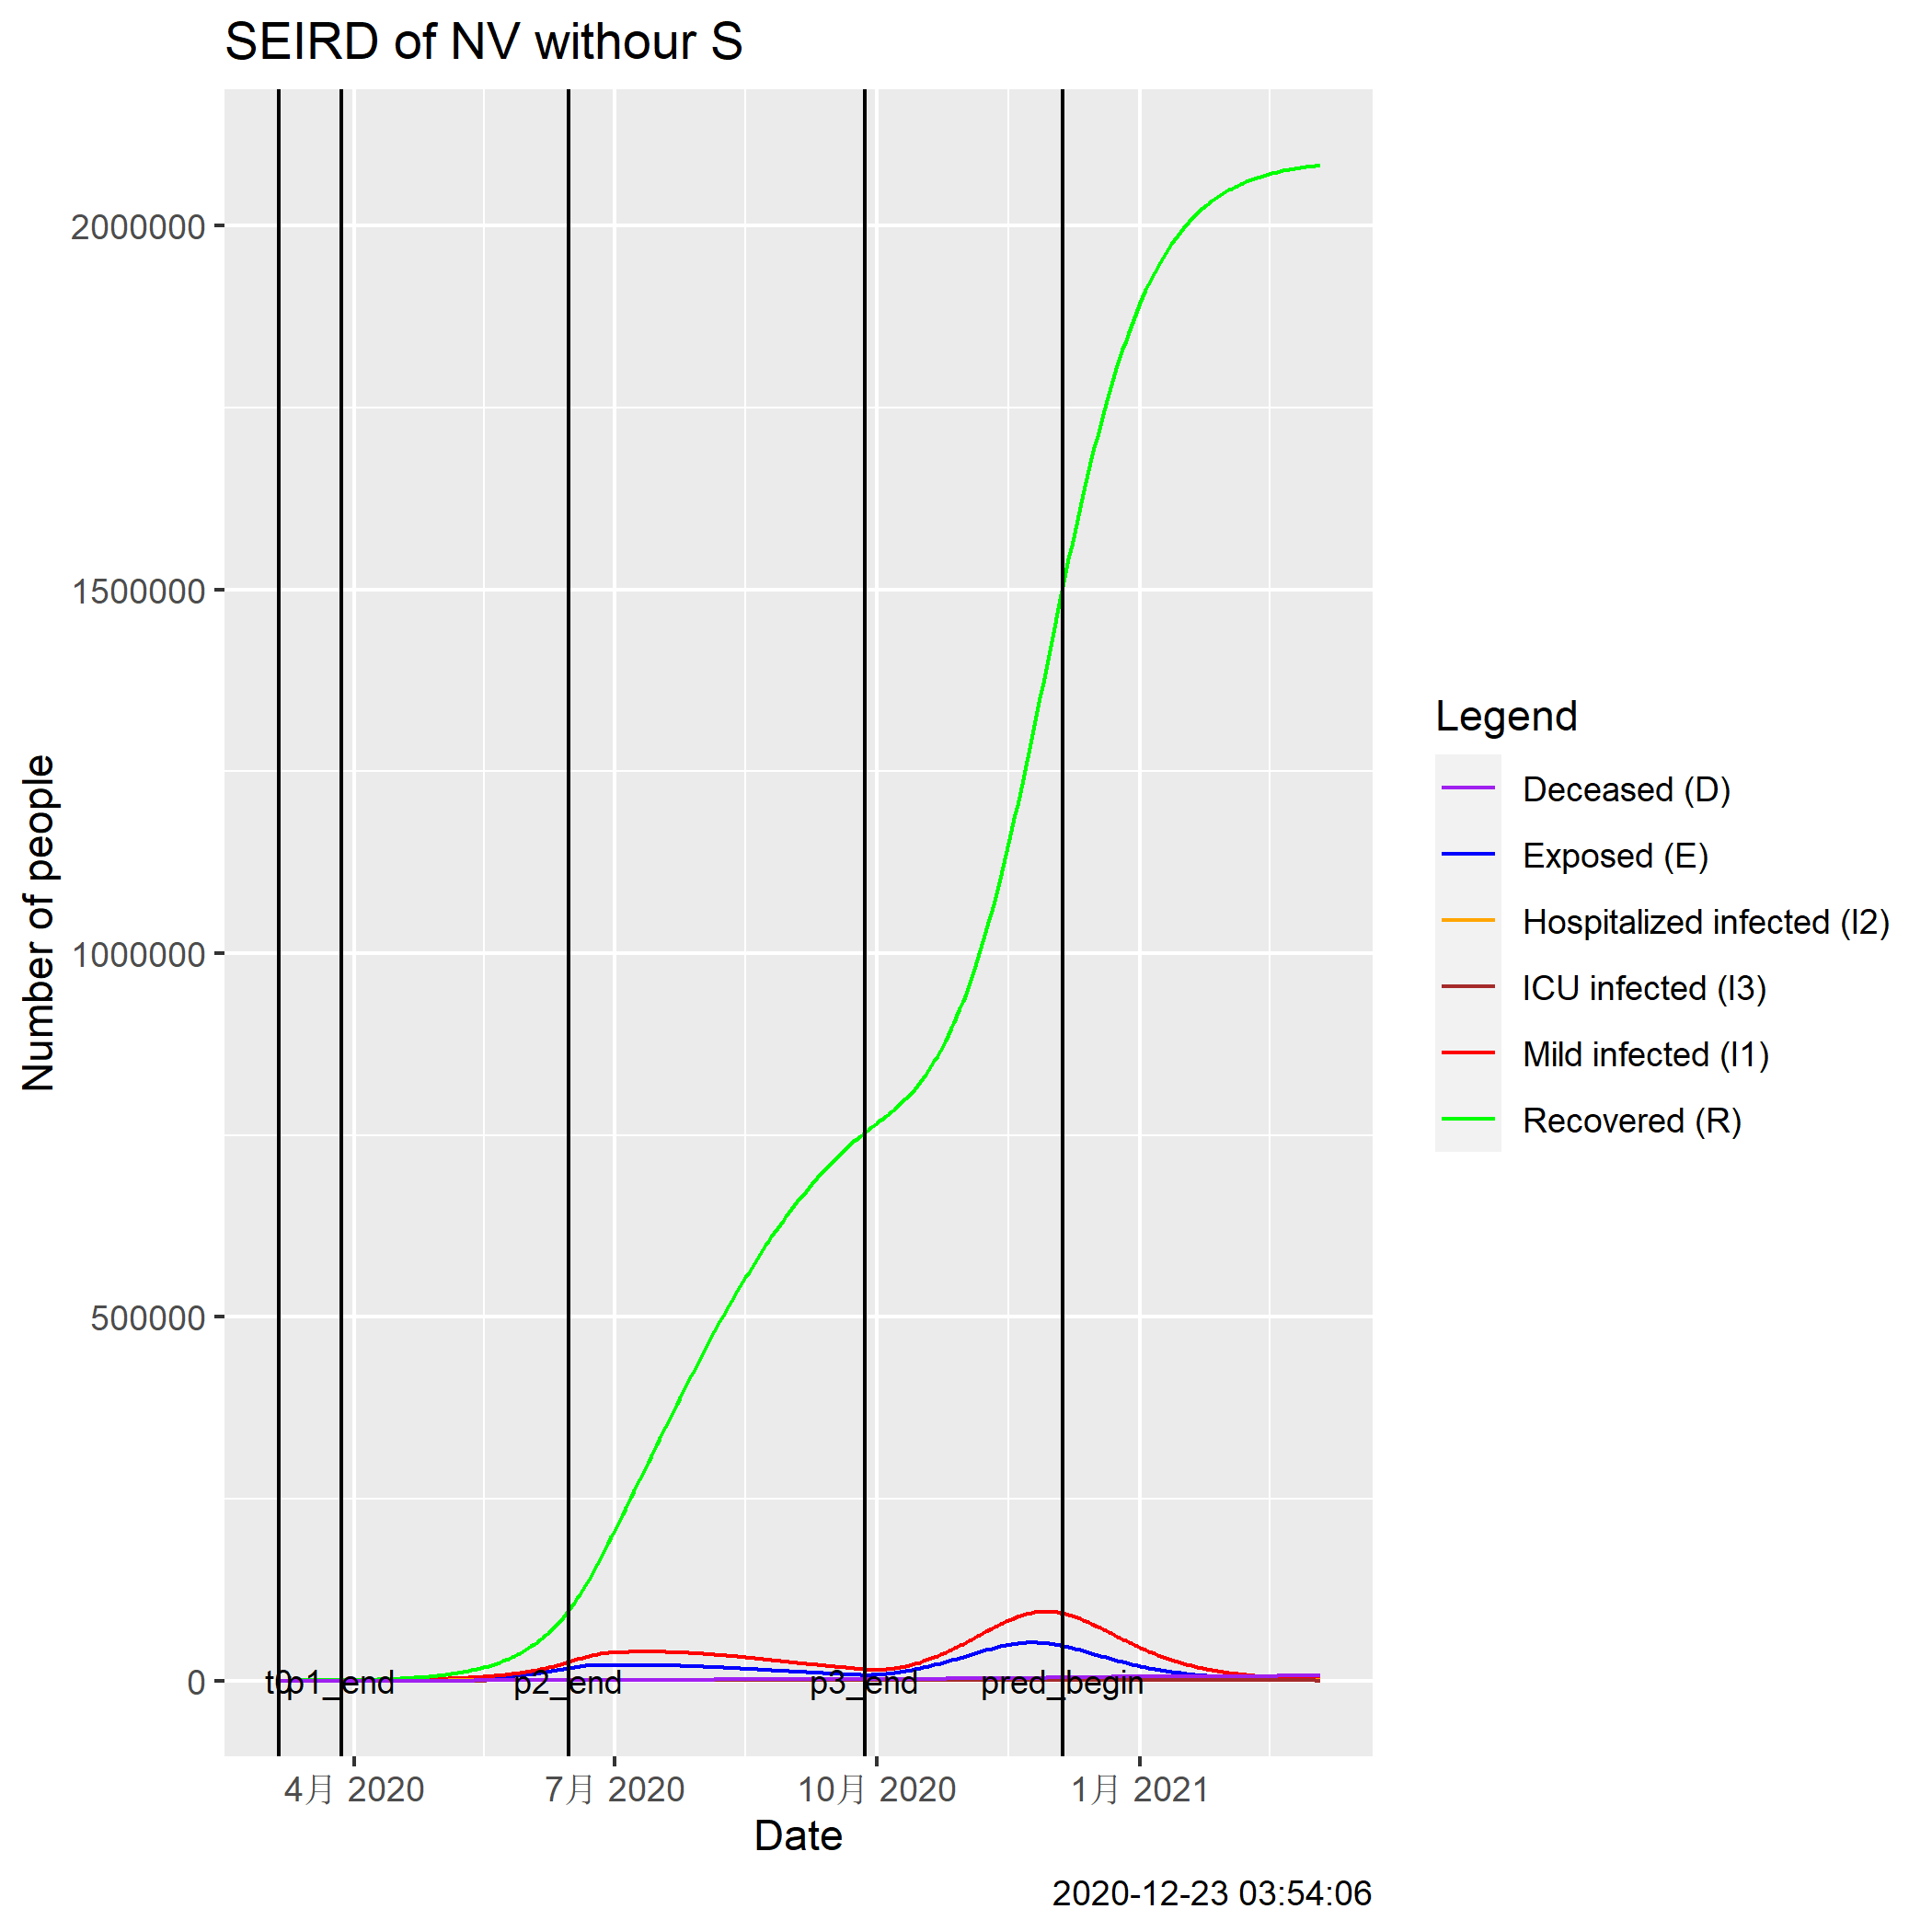 SEIRD of NV withour S
Number of people
2000000
1500000
1000000
500000
0
t0
p1_end
p2_end
p3_end
pred_begin
4月 2020
7月 2020
10月 2020
1月 2021
Date
Legend
Deceased (D)
Exposed (E)
Hospitalized infected (I2)
ICU infected (I3)
Mild infected (I1)
Recovered (R)
2020-12-23 03:54:06